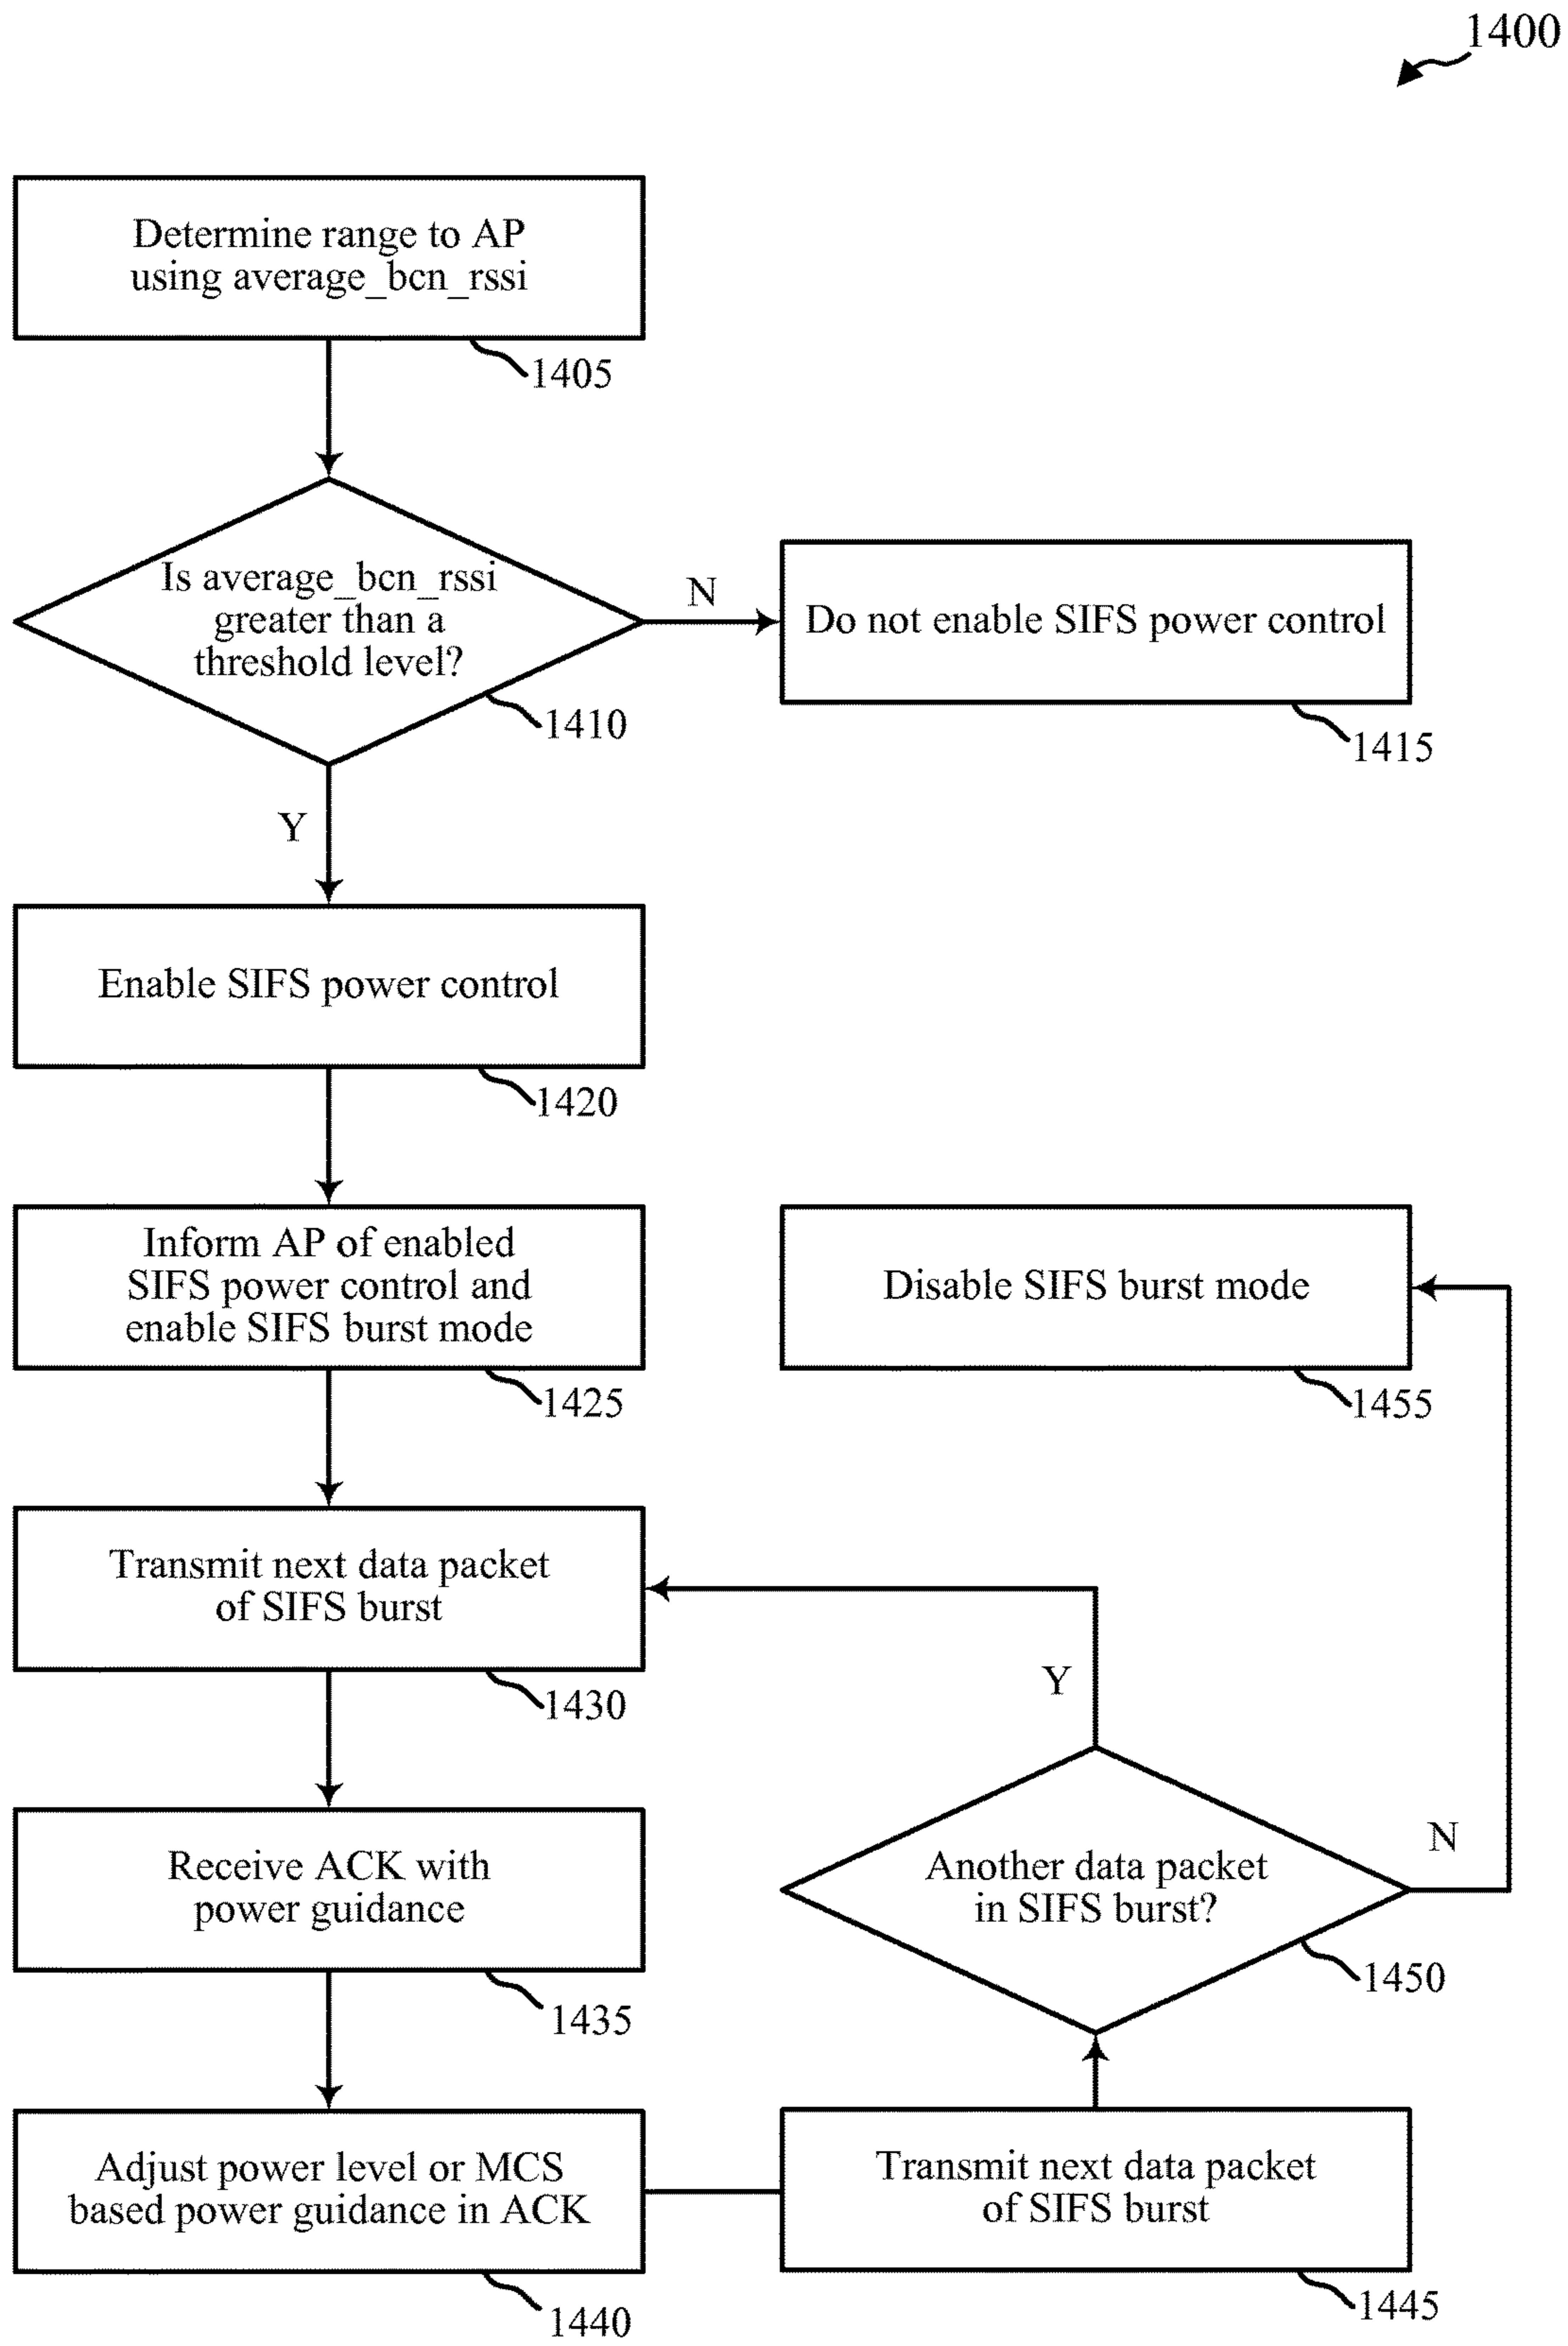 1400
Determine range to AP
using average_bcn_rssi
1405
Is average_bcn_rssi
greater than a
threshold level?
1410
N
Do not enable SIFS power control
1415
Y
Enable SIFS power control
1420
Inform AP of enabled
SIFS power control and
enable SIFS burst mode
1425
Disable SIFS burst mode
1455
Transmit next data packet
of SIFS burst
1430
Y
Receive ACK with
power guidance
1435
Another data packet
in SIFS burst?
N
1450
Adjust power level or MCS
based power guidance in ACK
1440
Transmit next data packet
of SIFS burst
1445